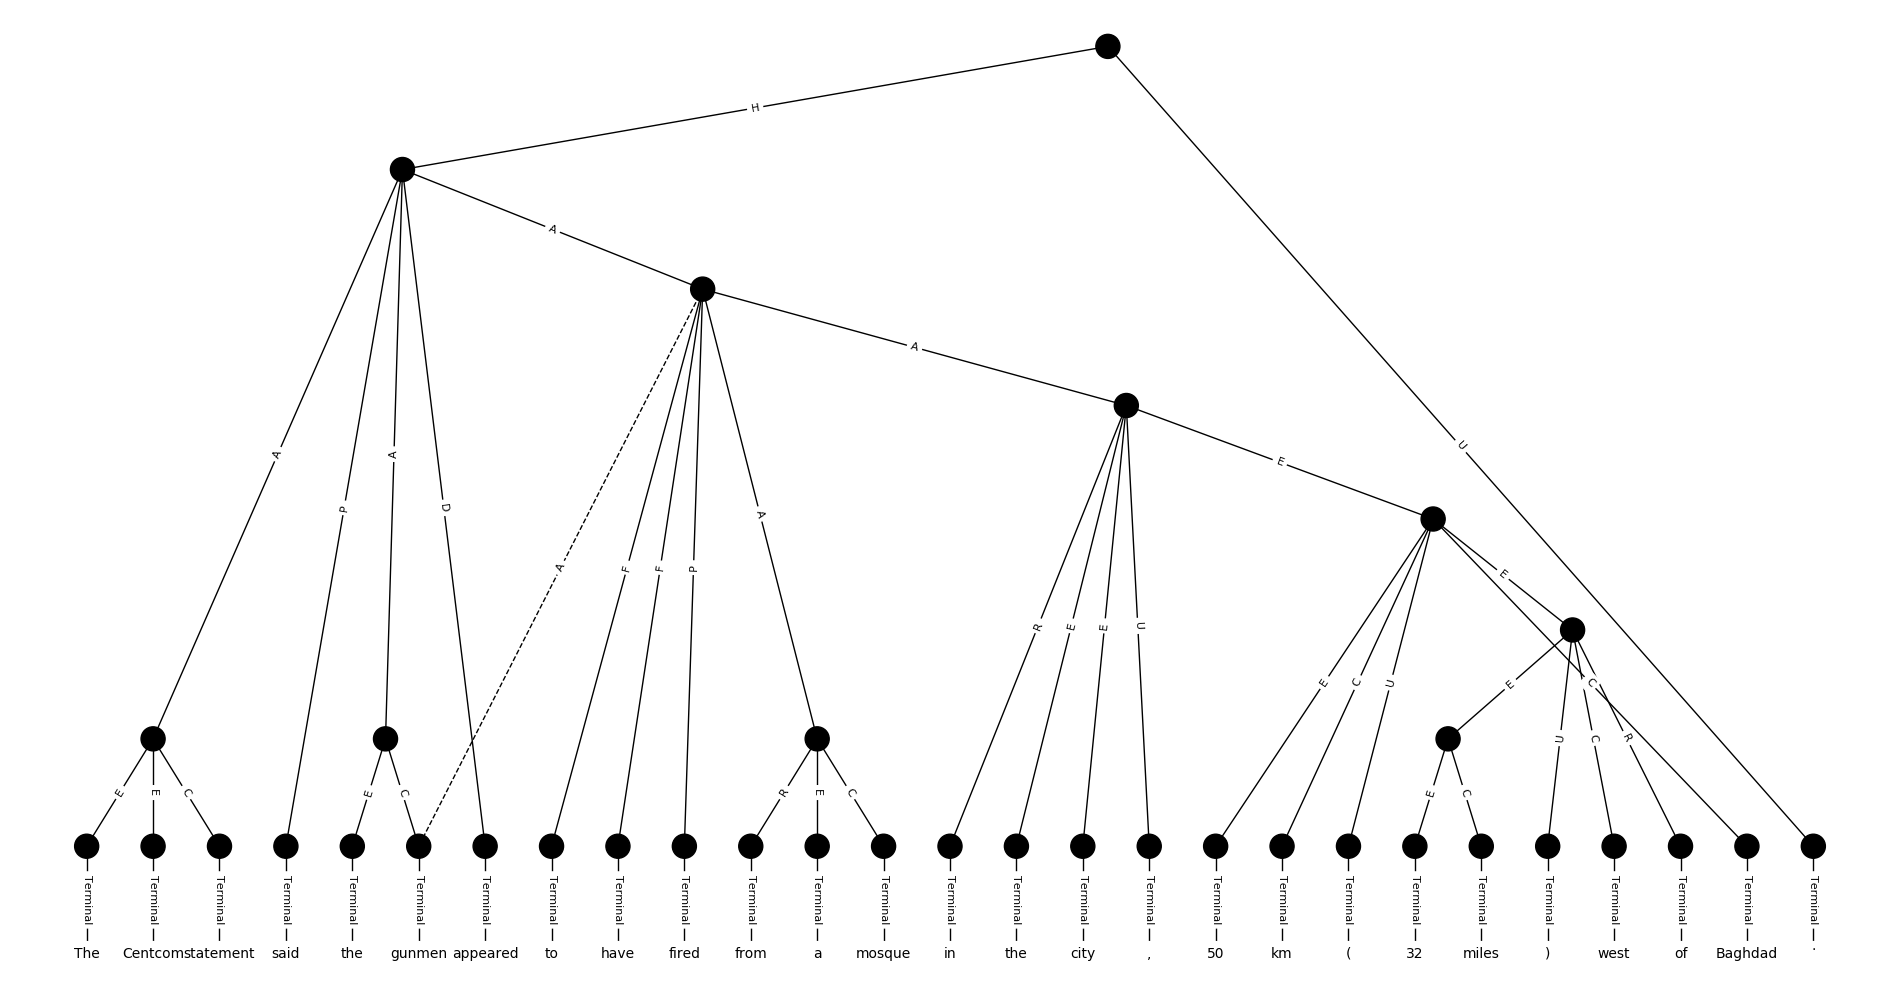 H
A
A
U
E
A
P
A
D
A
F
F
P
A
R
E
E
U
E
E
C
U
E
C
U
C
R
E
E
C
E
C
R
E
C
E
C
Terminal Terminal Terminal Terminal Terminal Terminal Terminal Terminal Terminal Terminal Terminal Terminal Terminal Terminal Terminal Terminal Terminal Terminal Terminal Terminal Terminal Terminal Terminal Terminal Terminal Terminal Terminal
The Centcom statement said the gunmen appeared to have fired from a mosque in the city , 50 km ( 32 miles ) west of Baghdad .